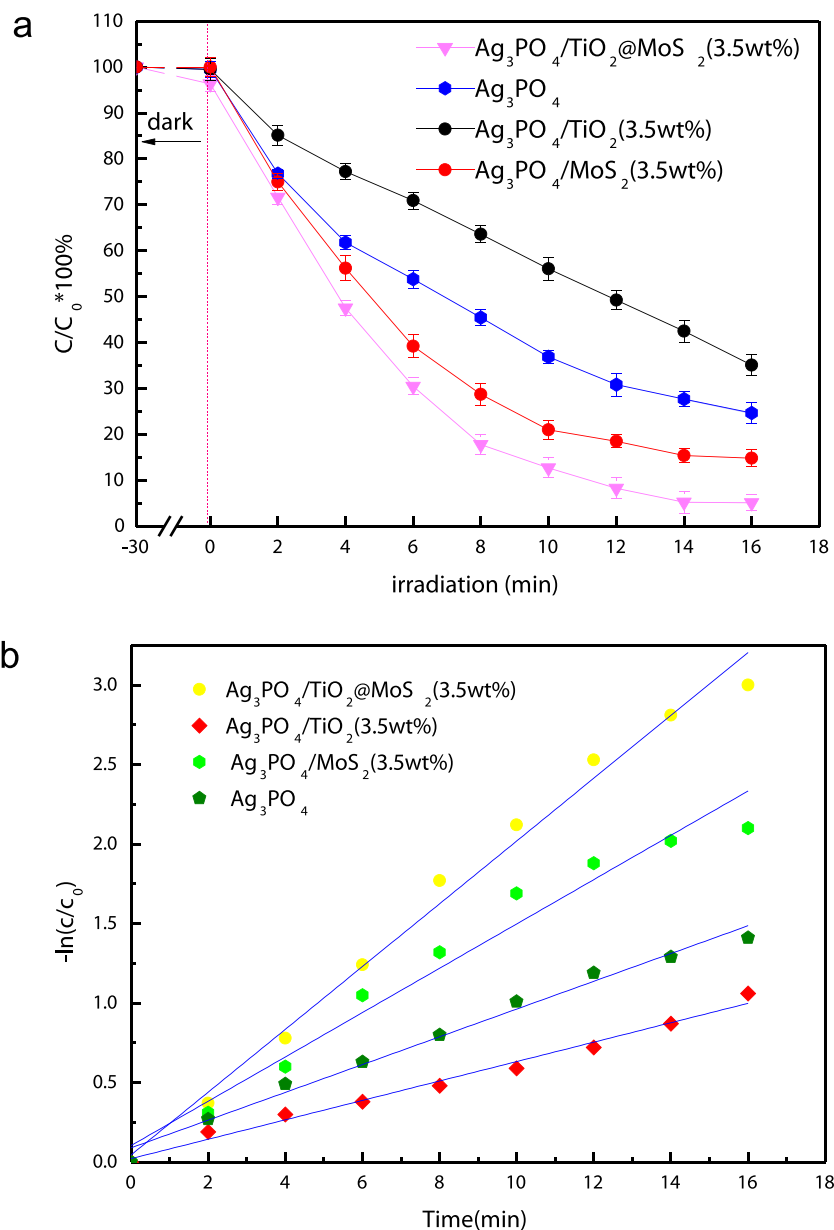 a
Ag3PO4/TiO2@MoS2(3.5wt%)
Ag3PO4
Ag3PO4/TiO2(3.5wt%)
Ag3PO4/MoS2(3.5wt%)
dark
100
90
80
70
60
50
40
30
20
10
0
C/C0*100%
-30 0 2 4 6 8 10 12 14 16 18
irradiation (min)
b
Ag3PO4/TiO2@MoS2(3.5wt%)
Ag3PO4/TiO2(3.5wt%)
Ag3PO4/MoS2(3.5wt%)
Ag3PO4
3.0
2.5
2.0
1.5
1.0
0.5
0.0
-ln(c/c0)
0 2 4 6 8 10 12 14 16 18
Time(min)